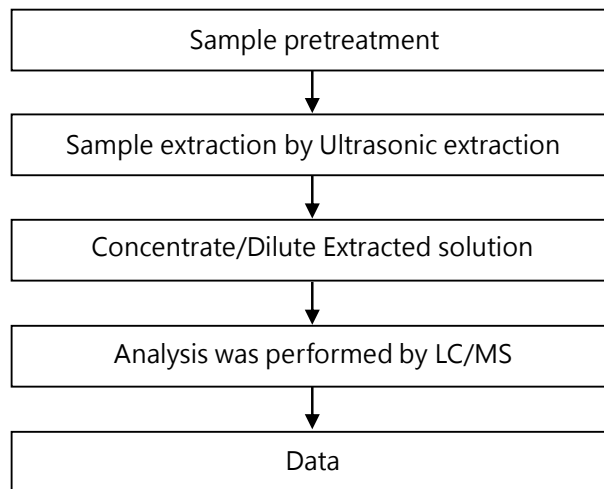 Sample pretreatment
Sample extraction by Ultrasonic extraction
Concentrate/Dilute Extracted solution
Analysis was performed by LC/MS
Data